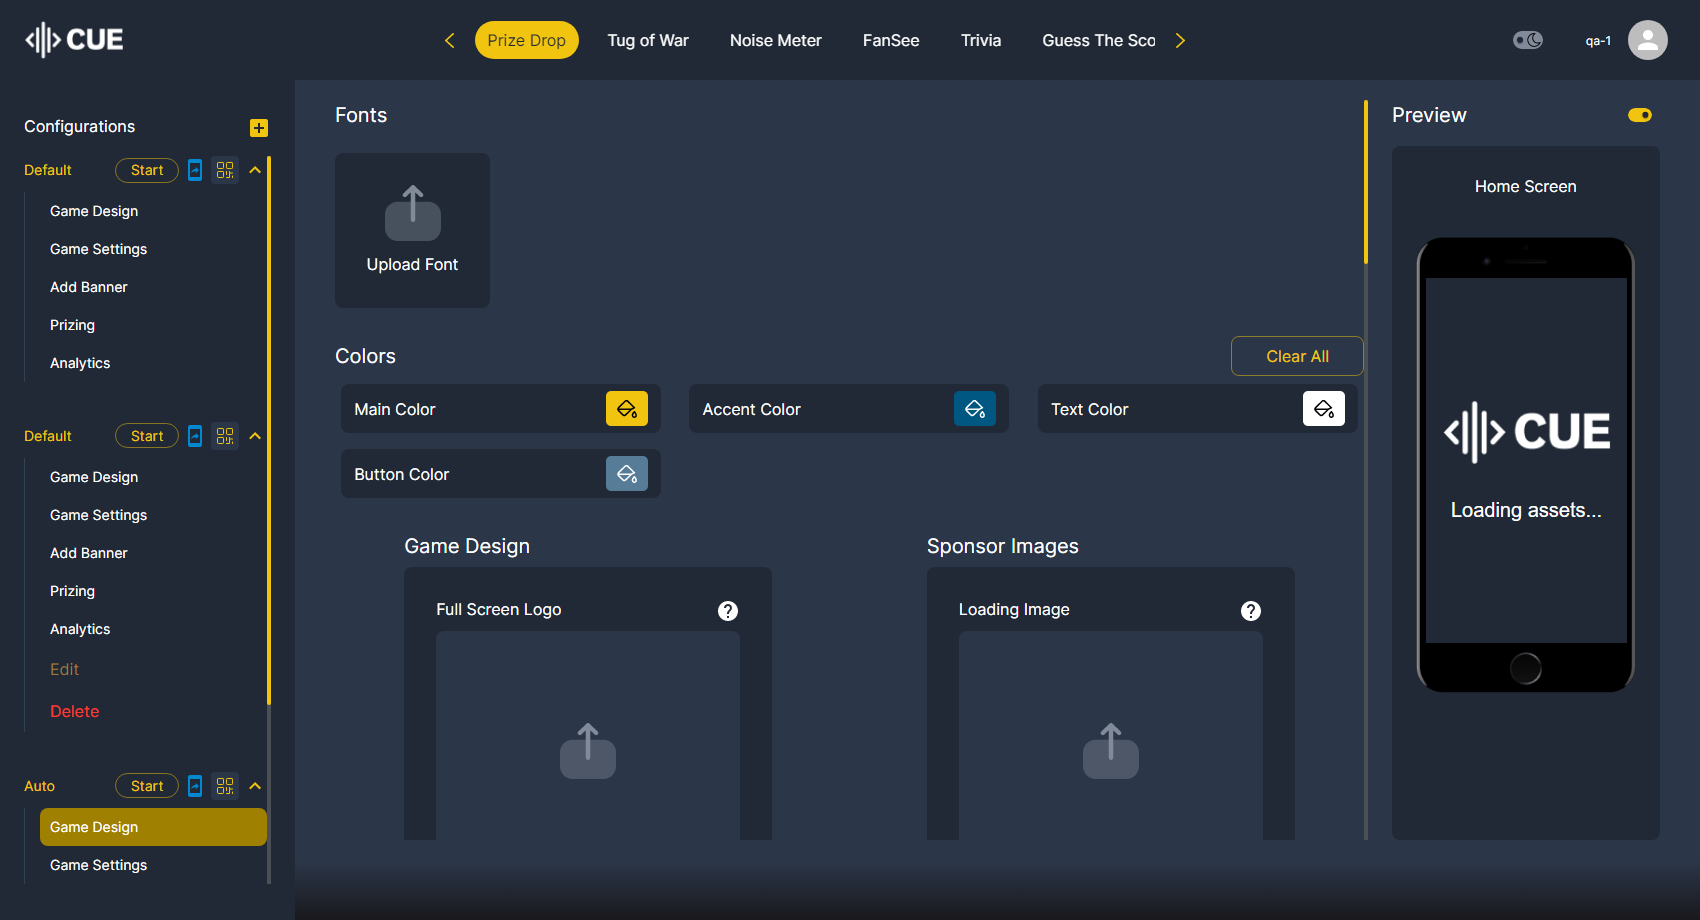 CUE
Prize Drop
Tug of War
Noise Meter
FanSee
Trivia
Guess The Sco
qa-1
Configurations
Default
Start
Game Design
Game Settings
Add Banner
Prizing
Analytics
Default
Start
Game Design
Game Settings
Add Banner
Prizing
Analytics
Edit
Delete
Auto
Start
Game Design
Game Settings
Fonts
Upload Font
Colors
Clear All
Main Color
Accent Color
Text Color
Button Color
Game Design
Full Screen Logo
?
Sponsor Images
Loading Image
?
Preview
Home Screen
CUE
Loading assets...